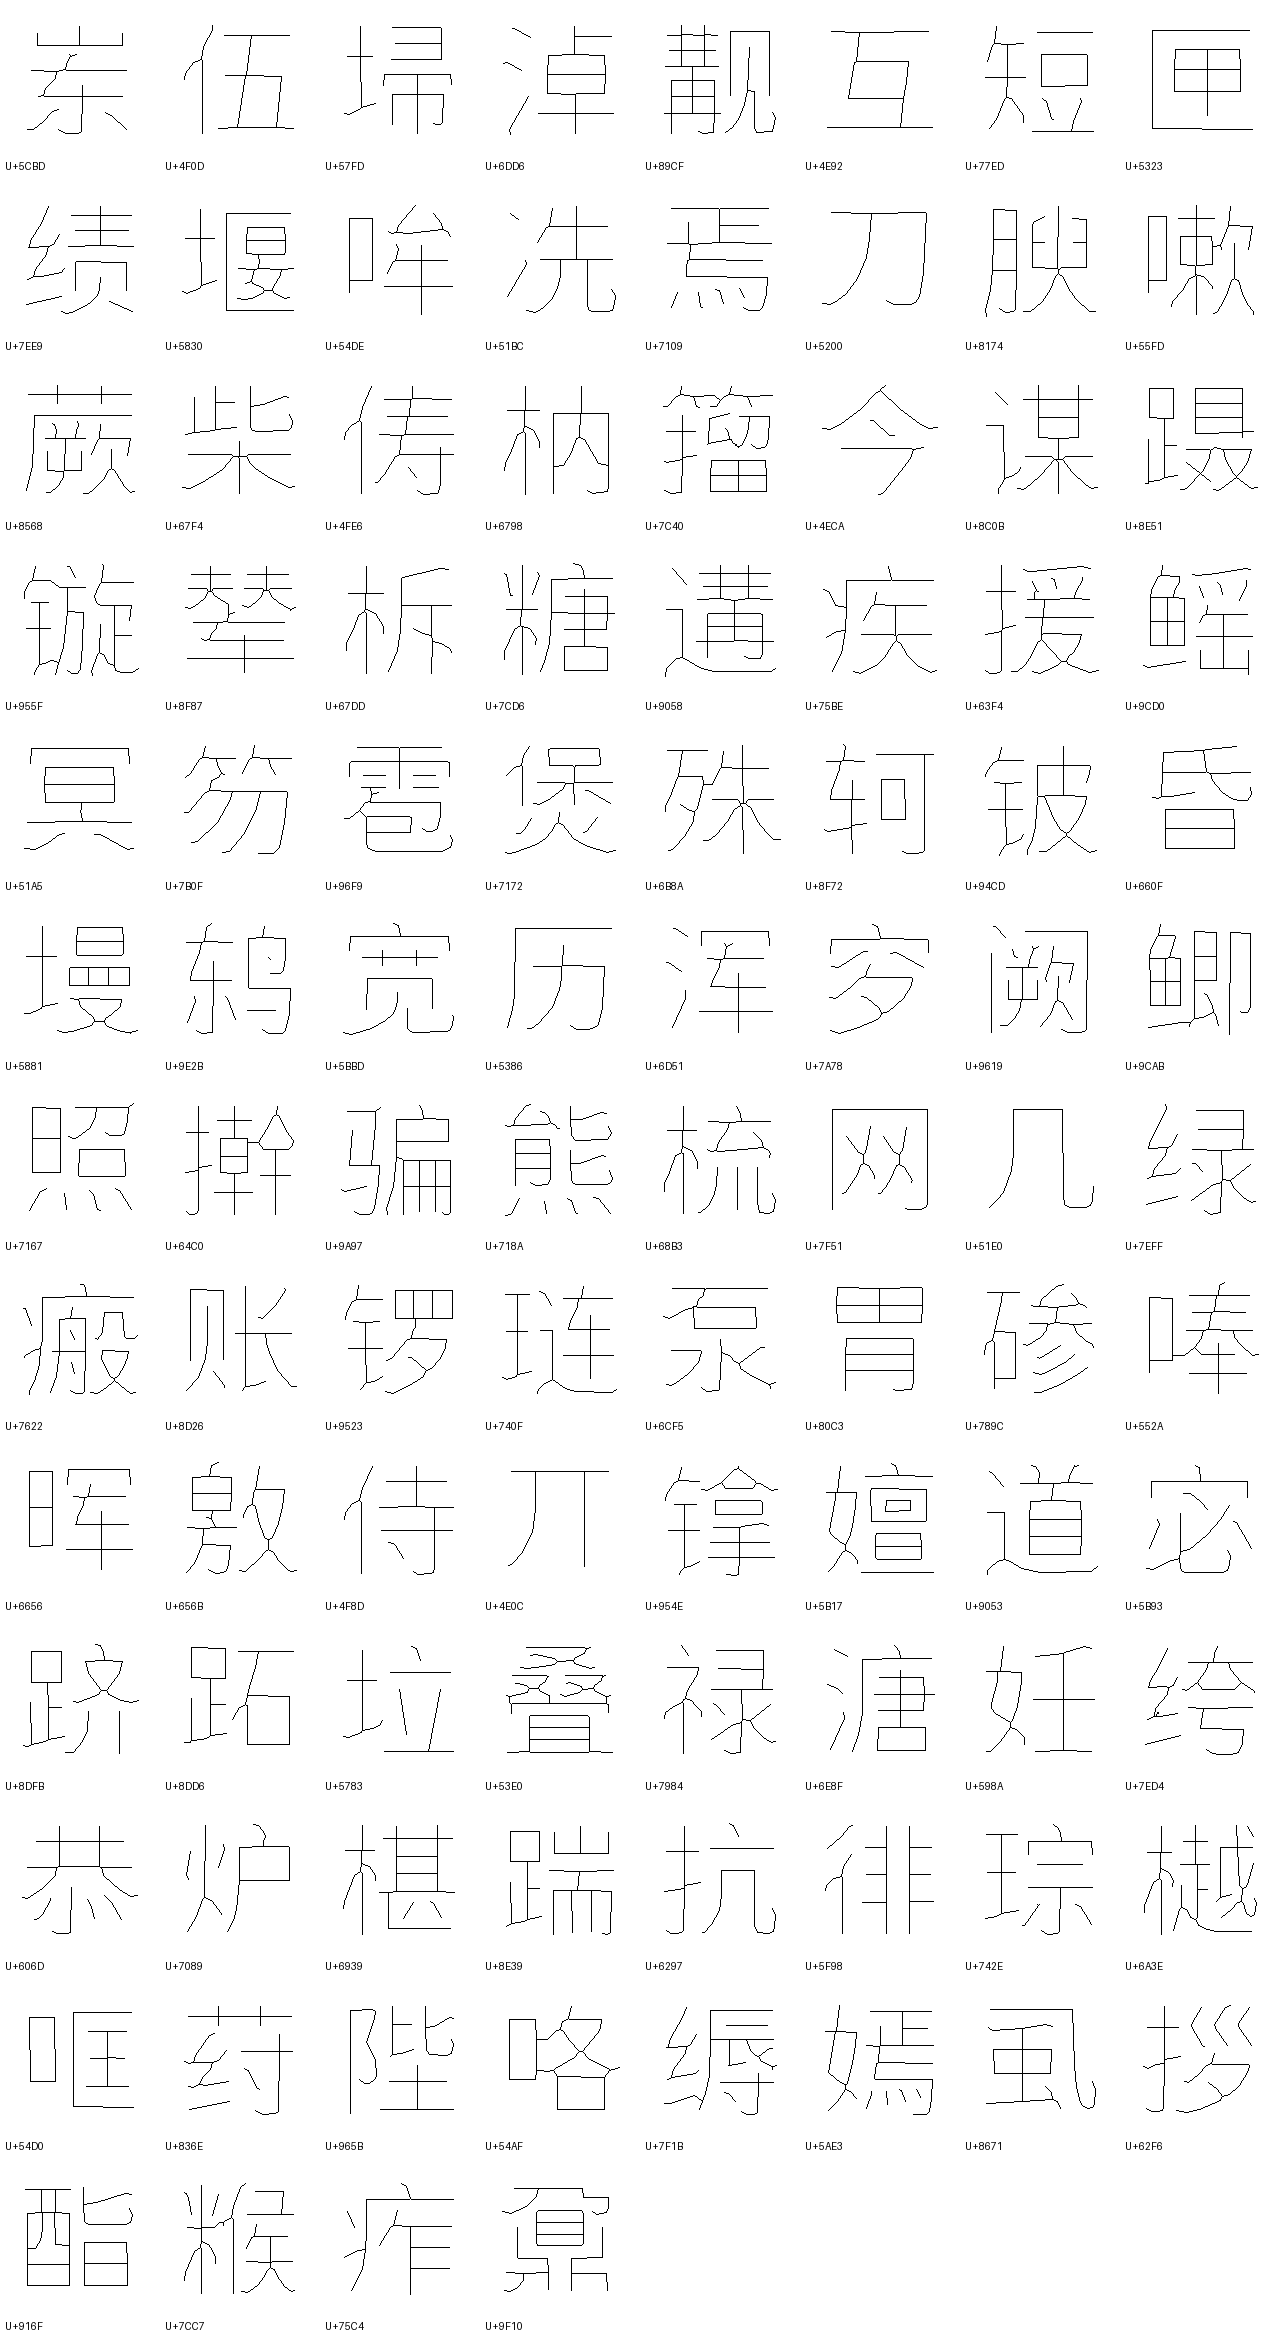 岽 伍 埽 淖 觏 互 短 匣
U+5CBD U+4F0D U+57FD U+6DD6 U+89CF U+4E92 U+77ED U+5323
绩 堰 哞 冼 焉 刀 腴 嗽
U+7EE9 U+5830 U+54DE U+51BC U+7109 U+5200 U+8174 U+55FD
蕨 柴 俦 枘 籀 今 谋 蹑
U+8568 U+67F4 U+4FE6 U+6798 U+7C40 U+4ECA U+8C0B U+8E51
镟 辇 柝 糖 遘 疾 援 鳐
U+955F U+8F87 U+67DD U+7CD6 U+9058 U+75BE U+63F4 U+9CD0
冥 笏 雹 煲 殊 轲 铍 昏
U+51A5 U+7B0F U+96F9 U+7172 U+6B8A U+8F72 U+94CD U+660F
墁 鸫 宽 历 浑 穸 阙 鲫
U+5881 U+9E2B U+5BBD U+5386 U+6D51 U+7A78 U+9619 U+9CAB
照 擀 骗 熊 梳 网 几 绿
U+7167 U+64C0 U+9A97 U+718A U+68B3 U+7F51 U+51E0 U+7EFF
瘢 账 锣 琏 泵 胃 碜 唪
U+7622 U+8D26 U+9523 U+740F U+6CF5 U+80C3 U+789C U+552A
晖 敫 侍 丌 镎 嬗 道 宓
U+6656 U+656B U+4F8D U+4E0C U+954E U+5B17 U+9053 U+5B93
跻 跖 垃 叠 禄 溏 妊 绔
U+8DFB U+8DD6 U+5783 U+53E0 U+7984 U+6E8F U+598A U+7ED4
恭 炉 椹 踹 抗 徘 琮 樾
U+606D U+7089 U+6939 U+8E39 U+6297 U+5F98 U+742E U+6A3E
哐 药 陛 咯 缛 嫣 虱 拶
U+54D0 U+836E U+965B U+54AF U+7F1B U+5AE3 U+8671 U+62F6
酯 糇 痄 鼐
U+916F U+7CC7 U+75C4 U+9F10